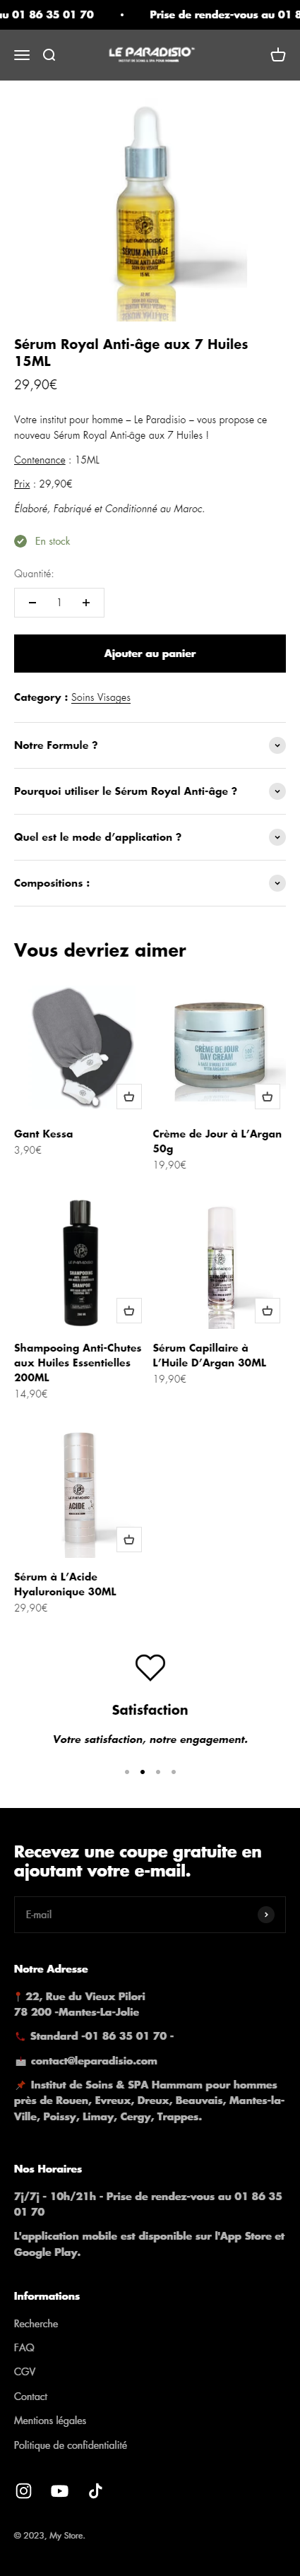 au 01 86 35 01 70 • Prise de rendez-vous au 01 8
LE PARADISIO
SÉRUM ANTI-ÂGE
Sérum Royal Anti-âge aux 7 Huiles
15ML
29,90€
Votre institut pour homme – Le Paradisio – vous propose ce
nouveau Sérum Royal Anti-âge aux 7 Huiles !
Contenance : 15ML
Prix : 29,90€
Élaboré, Fabriqué et Conditionné au Maroc.
En stock
Quantité:
1
Ajouter au panier
Category : Soins Visages
Notre Formule ?
Pourquoi utiliser le Sérum Royal Anti-âge ?
Quel est le mode d’application ?
Compositions :
Vous devriez aimer
CRÈME DE JOUR
DAY CREAM
Gant Kessa
3,90€
Crème de Jour à L’Argan
50g
19,90€
SHAMPOOING
SHAMPOO
Shampooing Anti-Chutes
aux Huiles Essentielles
200ML
14,90€
Sérum Capillaire à
L’Huile D’Argan 30ML
19,90€
ACIDE
Sérum à L’Acide
Hyaluronique 30ML
29,90€
Satisfaction
Votre satisfaction, notre engagement.
Recevez une coupe gratuite en
ajoutant votre e-mail.
E-mail
Notre Adresse
22, Rue du Vieux Pilori
78 200 -Mantes-La-Jolie
Standard -01 86 35 01 70 -
contact@leparadisio.com
Institut de Soins & SPA Hammam pour hommes
près de Rouen, Evreux, Dreux, Beauvais, Mantes-la-
Ville, Poissy, Limay, Cergy, Trappes.
Nos Horaires
7j/7j - 10h/21h - Prise de rendez-vous au 01 86 35
01 70
L'application mobile est disponible sur l'App Store et
Google Play.
Informations
Recherche
FAQ
CGV
Contact
Mentions légales
Politique de confidentialité
© 2023, My Store.